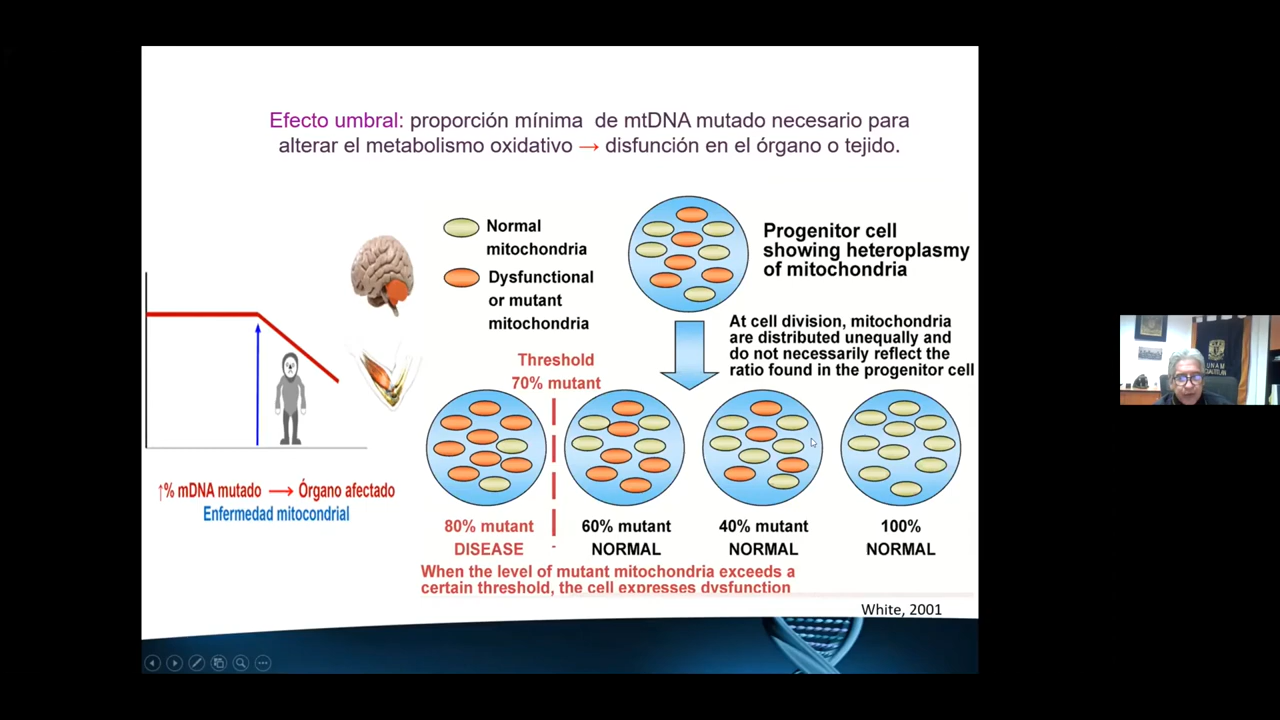 Efecto umbral: proporción mínima de mtDNA mutado necesario para
alterar el metabolismo oxidativo → disfunción en el órgano o tejido.
Normal
mitochondria
Dysfunctional
or mutant
mitochondria
Progenitor cell
showing heteroplasmy
of mitochondria
At cell division, mitochondria
are distributed unequally and
do not necessarily reflect the
ratio found in the progenitor cell
Threshold
70% mutant
80% mutant
DISEASE
60% mutant
NORMAL
40% mutant
NORMAL
100%
NORMAL
When the level of mutant mitochondria exceeds a
certain threshold, the cell expresses dysfunction
↑% mDNA mutado → Órgano afectado
Enfermedad mitocondrial
White, 2001
UNAM